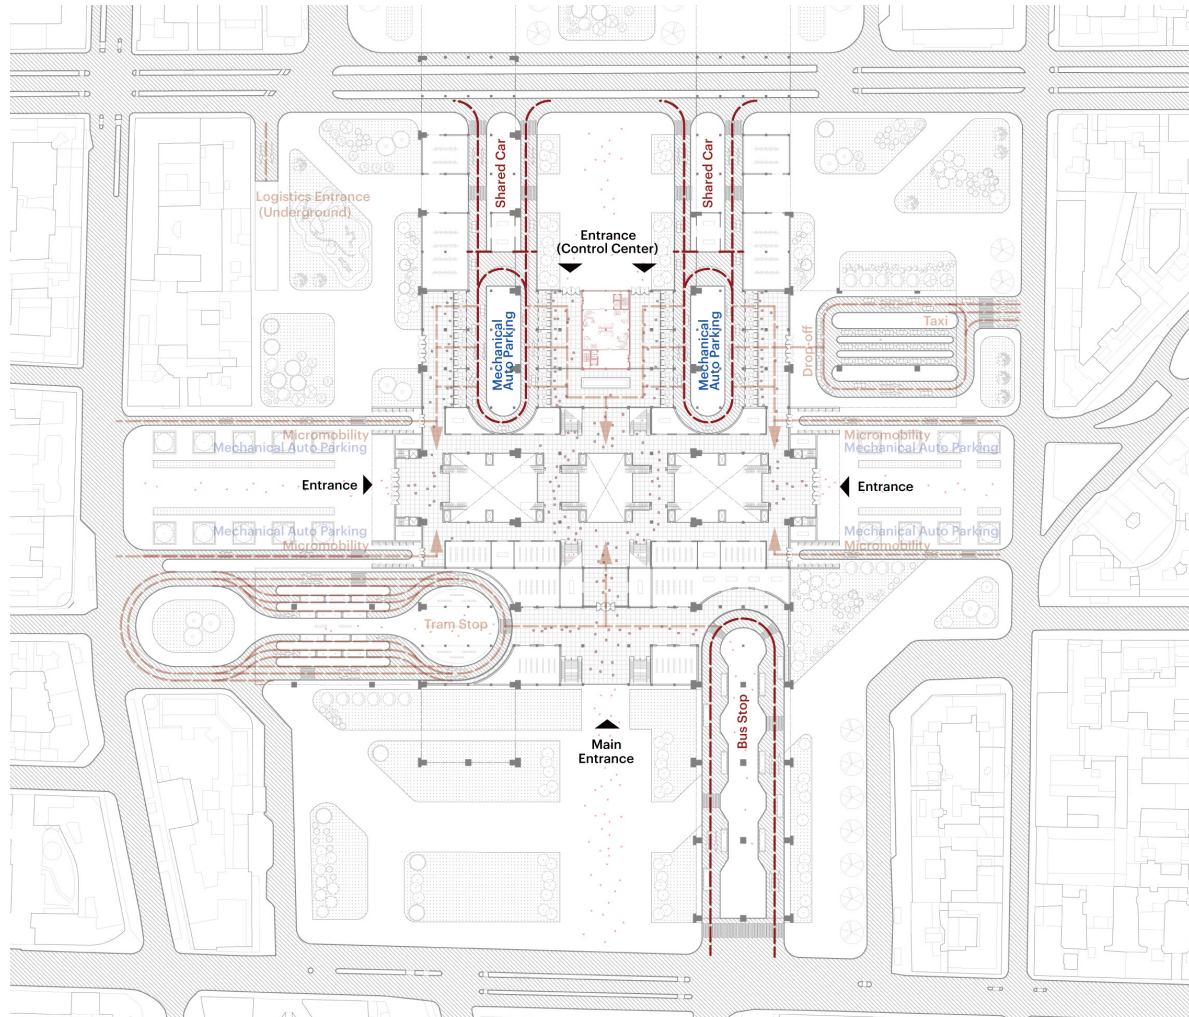 Shared Car
Shared Car
Logistics Entrance
(Underground)
Entrance
(Control Center)
Mechanical
Auto Parking
Mechanical
Auto Parking
Taxi
Drop-off
Micromobility
Mechanical Auto Parking
Micromobility
Mechanical Auto Parking
Entrance
Entrance
Mechanical Auto Parking
Micromobility
Mechanical Auto Parking
Micromobility
Tram Stop
Bus Stop
Main
Entrance